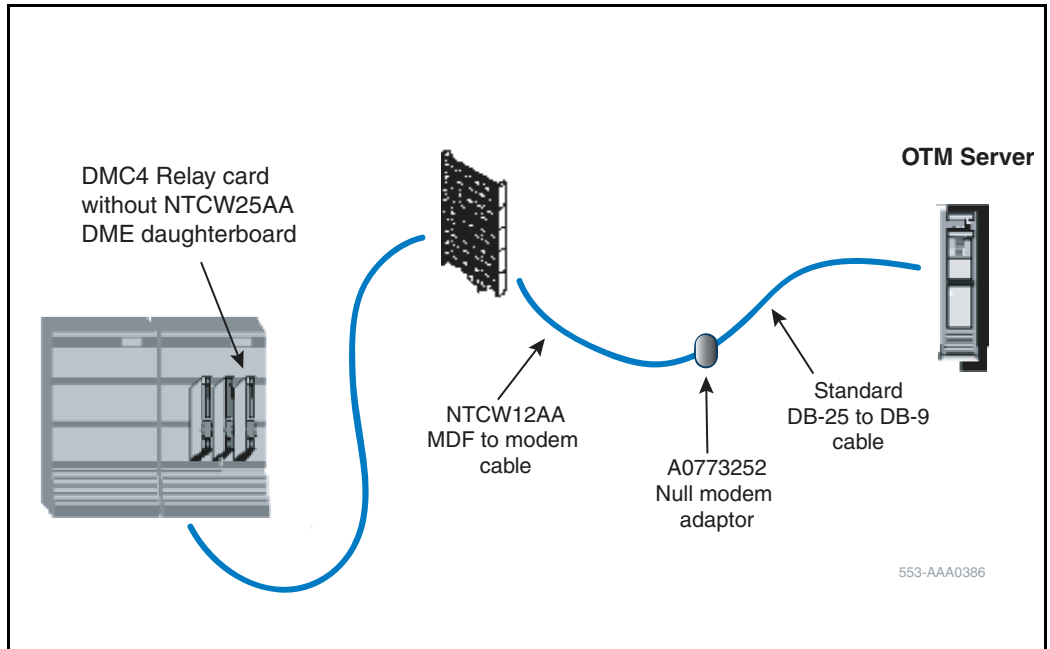 DMC4 Relay card
without NTCW25AA
DME daughterboard
OTM Server
NTCW12AA
MDF to modem
cable
A0773252
Null modem
adaptor
Standard
DB-25 to DB-9
cable
553-AAA0386